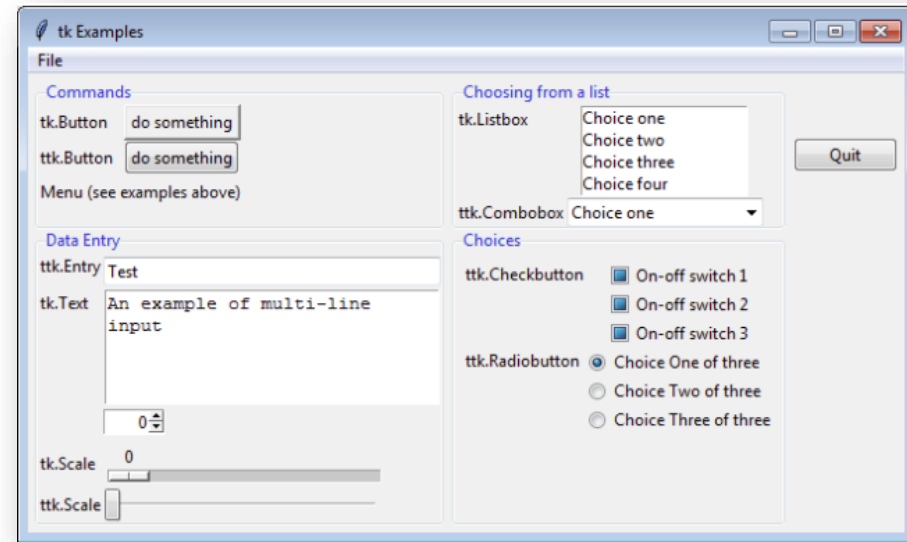 tk Examples
File
Commands
tk.Button do something
ttk.Button do something
Menu (see examples above)
Choosing from a list
tk.Listbox Choice one
Choice two
Choice three
Choice four
ttk.Combobox Choice one
Quit
Data Entry
ttk.Entry Test
tk.Text An example of multi-line
input
0
tk.Scale 0
ttk.Scale
Choices
ttk.Checkbutton On-off switch 1
On-off switch 2
On-off switch 3
ttk.Radiobutton Choice One of three
Choice Two of three
Choice Three of three